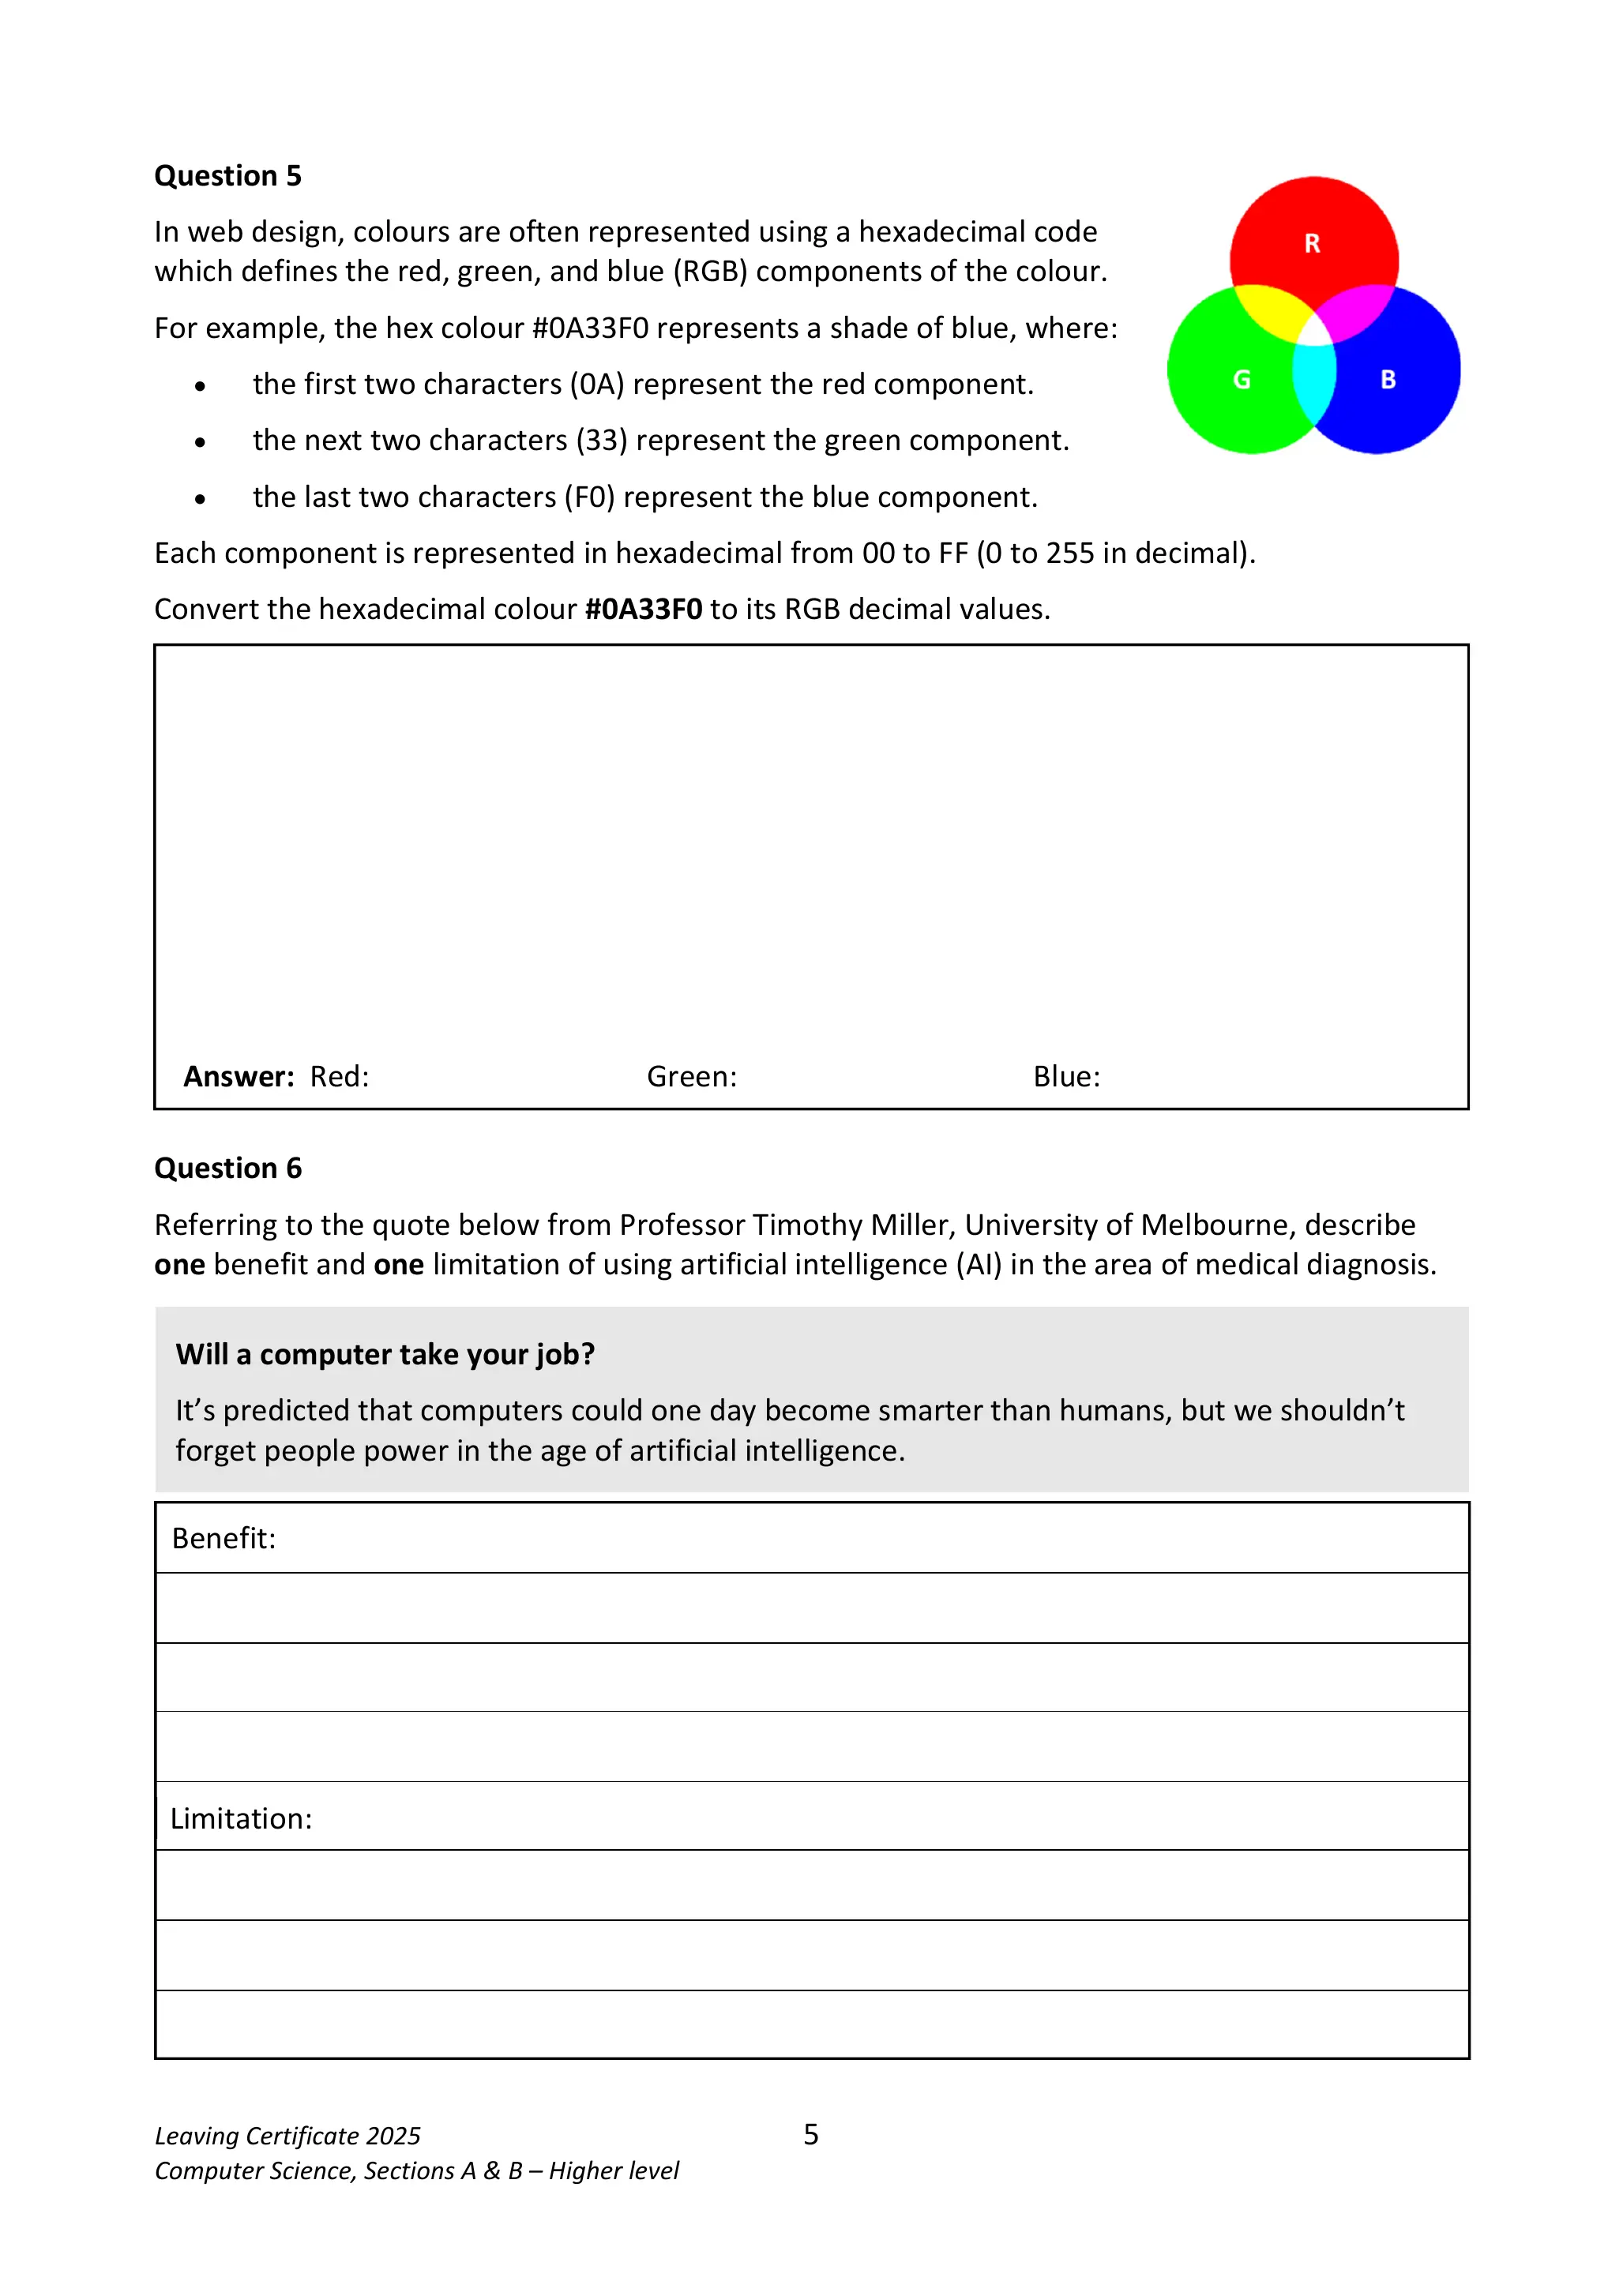 Question 5
In web design, colours are often represented using a hexadecimal code
which defines the red, green, and blue (RGB) components of the colour.
For example, the hex colour #0A33F0 represents a shade of blue, where:
• the first two characters (0A) represent the red component.
• the next two characters (33) represent the green component.
• the last two characters (F0) represent the blue component.
R
G B
Each component is represented in hexadecimal from 00 to FF (0 to 255 in decimal).
Convert the hexadecimal colour #0A33F0 to its RGB decimal values.
Answer: Red: Green: Blue:
Question 6
Referring to the quote below from Professor Timothy Miller, University of Melbourne, describe
one benefit and one limitation of using artificial intelligence (AI) in the area of medical diagnosis.
Will a computer take your job?
It’s predicted that computers could one day become smarter than humans, but we shouldn’t
forget people power in the age of artificial intelligence.
Benefit:
Limitation:
Leaving Certificate 2025 5
Computer Science, Sections A & B – Higher level